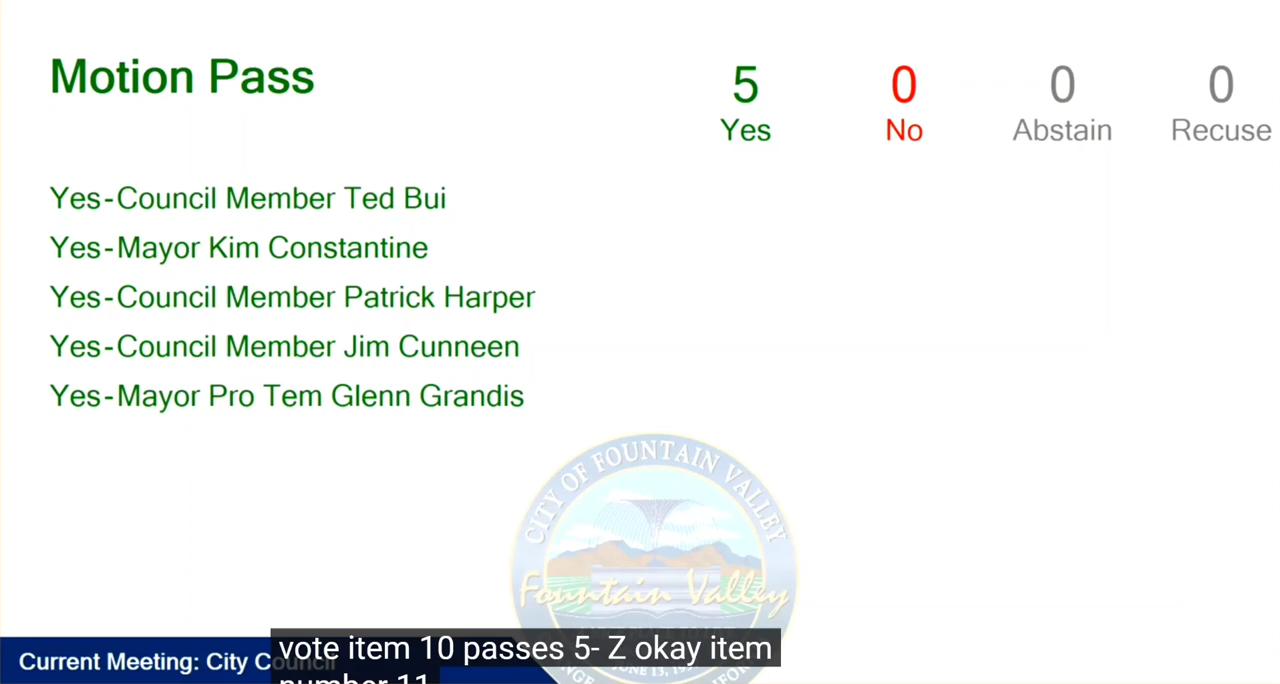 Motion Pass
5
Yes
0
No
0
Abstain
0
Recuse
Yes-Council Member Ted Bui
Yes-Mayor Kim Constantine
Yes-Council Member Patrick Harper
Yes-Council Member Jim Cunneen
Yes-Mayor Pro Tem Glenn Grandis
CITY OF FOUNTAIN VALLEY
Fountain Valley
Current Meeting: City Council
vote item 10 passes 5- Z okay item
number 11